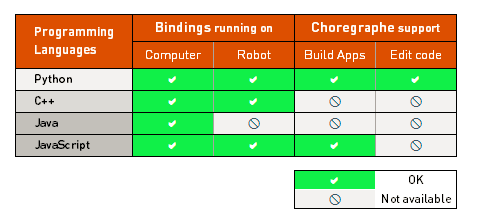 Programming Languages
Bindings running on
Choregraphe support
Computer
Robot
Build Apps
Edit code
Python
C++
Java
JavaScript
OK
Not available